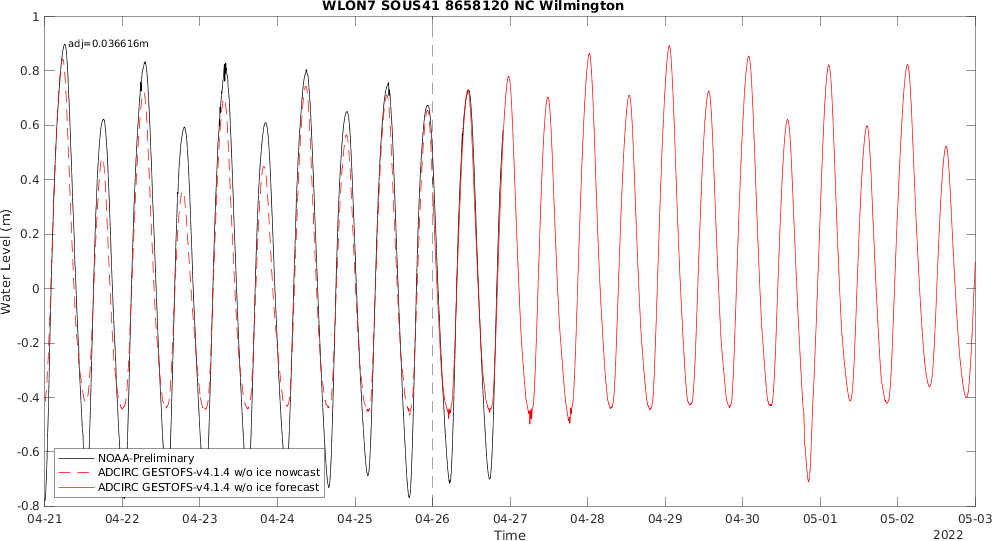 WLON7 SOUS41 8658120 NC Wilmington
adj=0.036616m
Water Level (m)
1
0.8
0.6
0.4
0.2
0
-0.2
-0.4
-0.6
-0.8
NOAA-Preliminary
ADCIRC GESTOFS-v4.1.4 w/o ice nowcast
ADCIRC GESTOFS-v4.1.4 w/o ice forecast
04-21 04-22 04-23 04-24 04-25 04-26 04-27 04-28 04-29 04-30 05-01 05-02 05-03
Time
2022